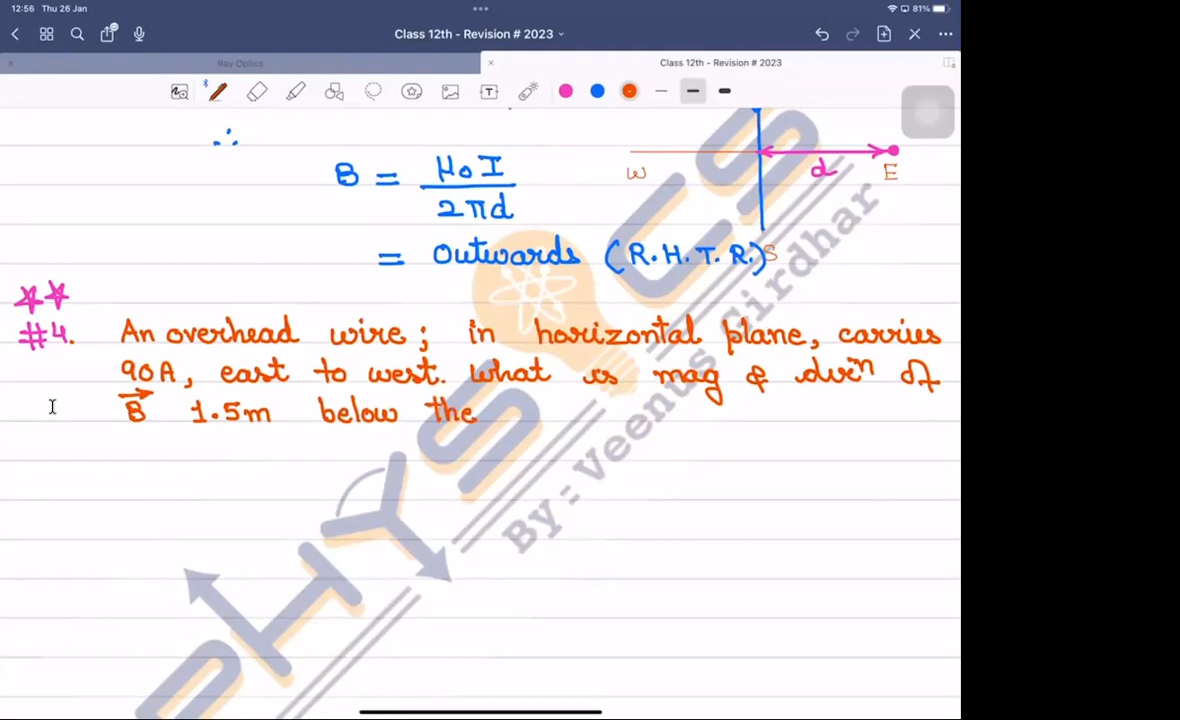 12:56 Thu 26 Jan
81%
Class 12th - Revision # 2023
Ray Optics
Class 12th - Revision # 2023
∴
B = μ₀I / 2πd
W d E
= Outwards (R.H.T.R.) S
#4. An overhead wire; in horizontal plane, carries
90A, east to west. What is mag & dirⁿ of
B⃗ 1.5m below the
PHYSCS
By:- Veenus Girdhar